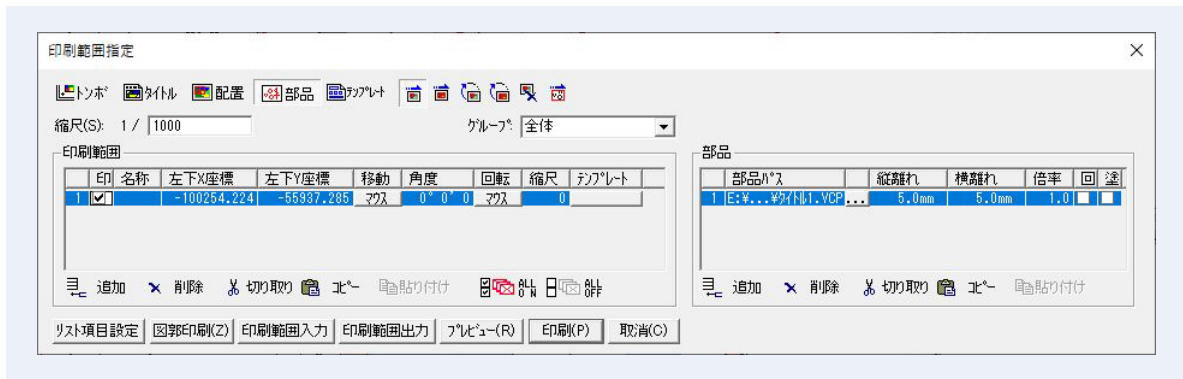 印刷範囲指定
トンボ タイトル 配置 部品 テンプレート
縮尺(S): 1 / 1000 グループ: 全体
印刷範囲
印 名称 左下X座標 左下Y座標 移動 角度 回転 縮尺 テンプレート
1 -100254.224 -55937.285 マウス 0° 0' 0 マウス 0
追加 削除 切り取り コピー 貼り付け ALL ON ALL OFF
部品
部品パス 縦離れ 横離れ 倍率 回 塗
1 E:¥...¥タイトル1.VCP ... 5.0mm 5.0mm 1.0
追加 削除 切り取り コピー 貼り付け
リスト項目設定 図郭印刷(Z) 印刷範囲入力 印刷範囲出力 プレビュー(R) 印刷(P) 取消(C)